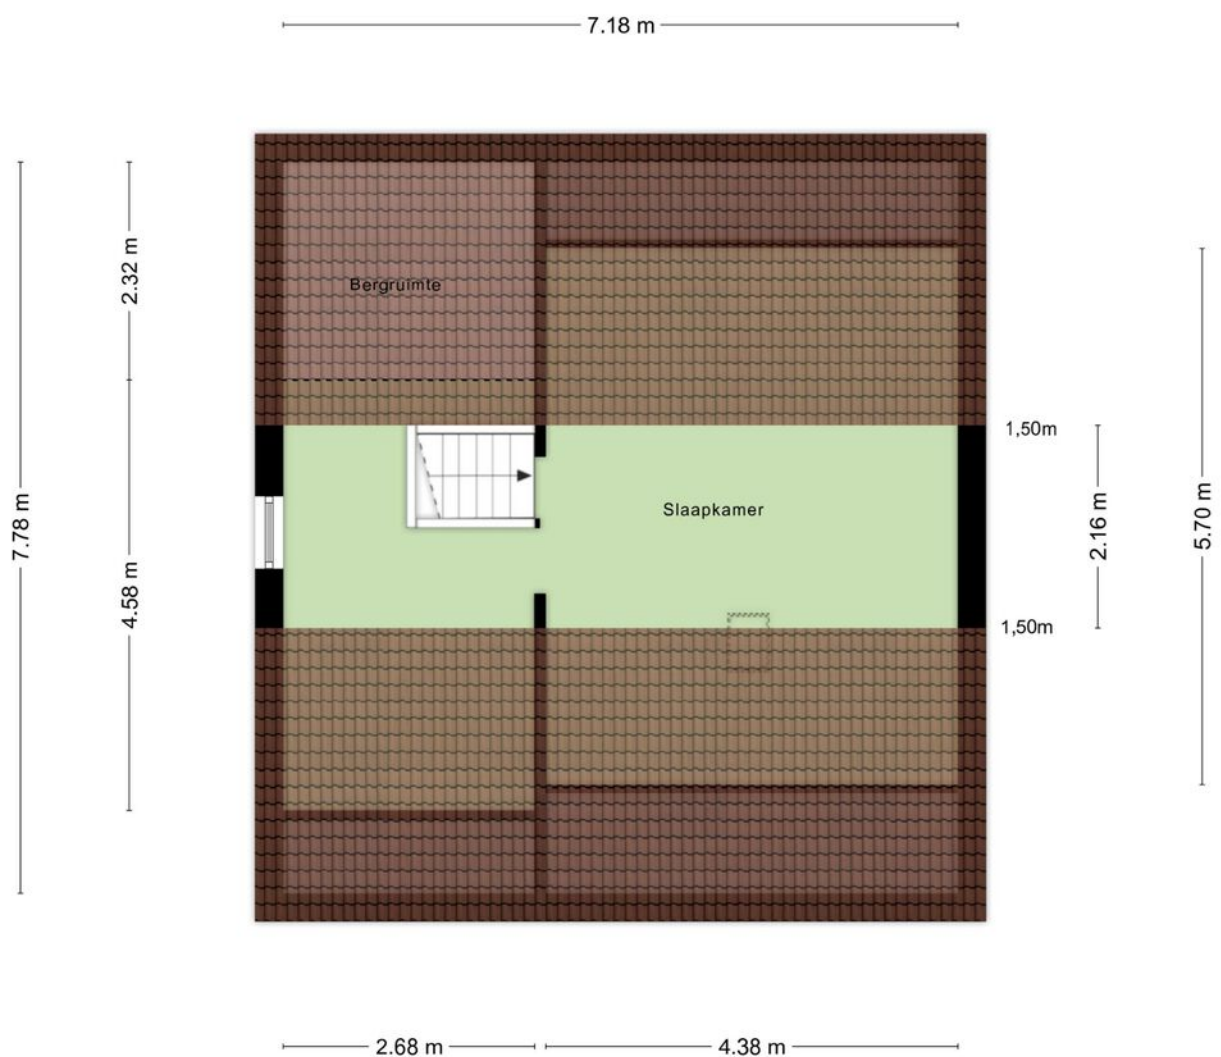 7.18 m
2.32 m
Bergruimte
1,50m
Slaapkamer
7.78 m
2.16 m
5.70 m
4.58 m
1,50m
2.68 m
4.38 m